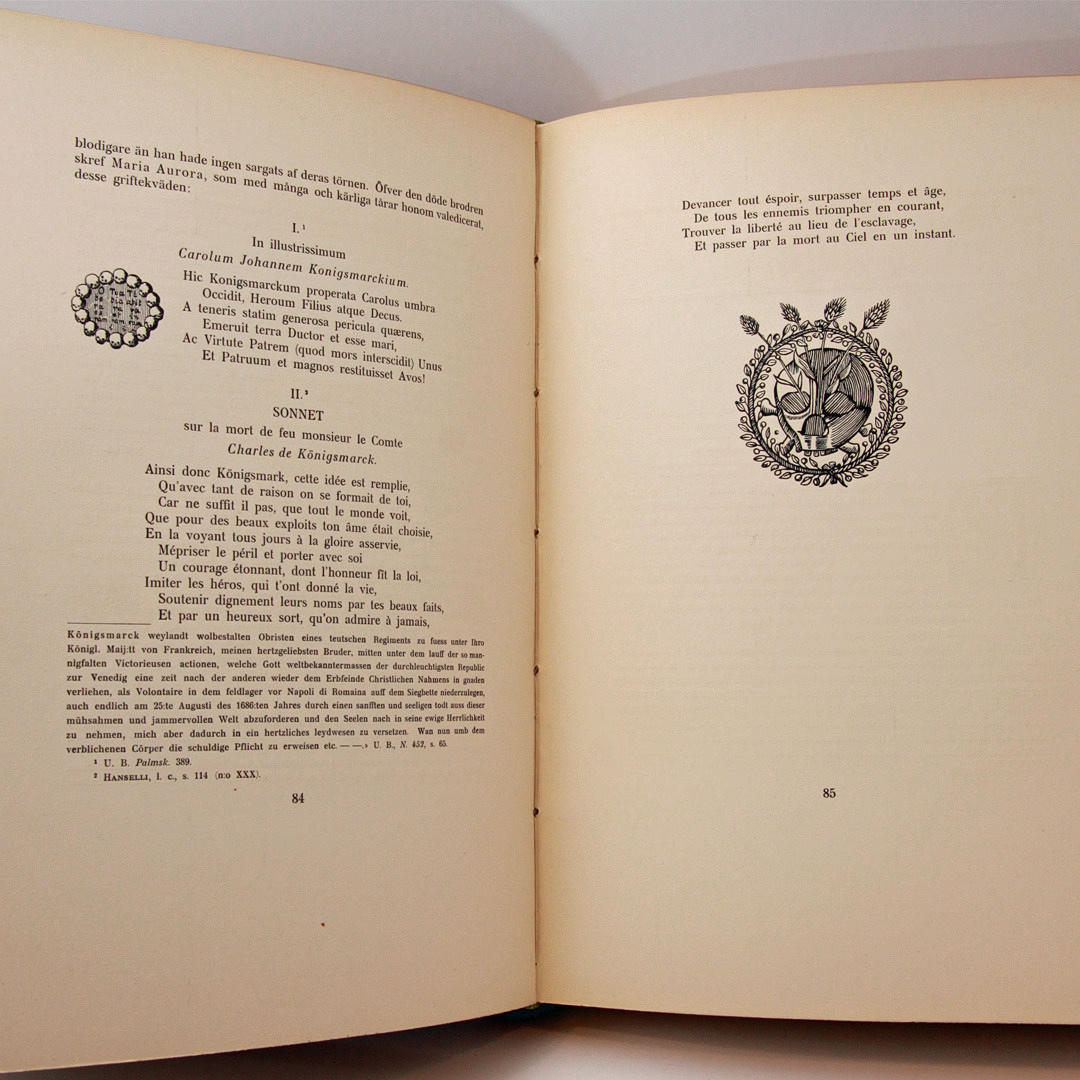 blodigare än han hade ingen sargats af deras törnen. Öfver den döde brodren
skref Maria Aurora, som med många och kärliga tårar honom valedicerat,
desse griftekväden:
I.¹
In illustrissimum
Carolum Johannem Konigsmarckium.
Hic Konigsmarckum properata Carolus umbra
Occidit, Heroum Filius atque Decus.
A teneris statim generosa pericula quærens,
Emeruit terra Ductor et esse mari,
Ac Virtute Patrem (quod mors interscidit) Unus
Et Patruum et magnos restituisset Avos!
II.²
SONNET
sur la mort de feu monsieur le Comte
Charles de Königsmarck.
Ainsi donc Königsmark, cette idée est remplie,
Qu'avec tant de raison on se formait de toi,
Car ne suffit il pas, que tout le monde voit,
Que pour des beaux exploits ton âme était choisie,
En la voyant tous jours à la gloire asservie,
Mépriser le péril et porter avec soi
Un courage étonnant, dont l'honneur fit la loi,
Imiter les héros, qui t'ont donné la vie,
Soutenir dignement leurs noms par tes beaux faits,
Et par un heureux sort, qu'on admire à jamais,
Königsmarck weylandt wolbestalten Obristen eines teutschen Regiments zu fuess unter Ihro
Königl. Maij:tt von Frankreich, meinen hertzgeliebsten Bruder, mitten unter dem lauff der so man-
nigfalten Victorieusen actionen, welche Gott weltbekanntermassen der durchleuchtigsten Republic
zur Venedig eine zeit nach der anderen wieder dem Erbfeinde Christlichen Nahmens in gnaden
verliehen, als Volontaire in dem feldlager vor Napoli di Romaina auff dem Siegbette niederzulegen,
auch endlich am 25:te Augusti des 1686:ten Jahres durch einen sanfften und seeligen todt auss dieser
mühsahmen und jammervollen Welt abzuforderen und den Seelen nach in seine ewige Herrlichkeit
zu nehmen, mich aber dadurch in ein hertzliches leydwesen zu versetzen. Wan nun umb dem
verblichenen Cörper die schuldige Pflicht zu erweisen etc. — —.» U. B., N. 452, s. 65.
¹ U. B. Palmsk. 389.
² HANSELLI, l. c., s. 114 (n:o XXX).
84
Devancer tout éspoir, surpasser temps et âge,
De tous les ennemis triompher en courant,
Trouver la liberté au lieu de l'esclavage,
Et passer par la mort au Ciel en un instant.
85